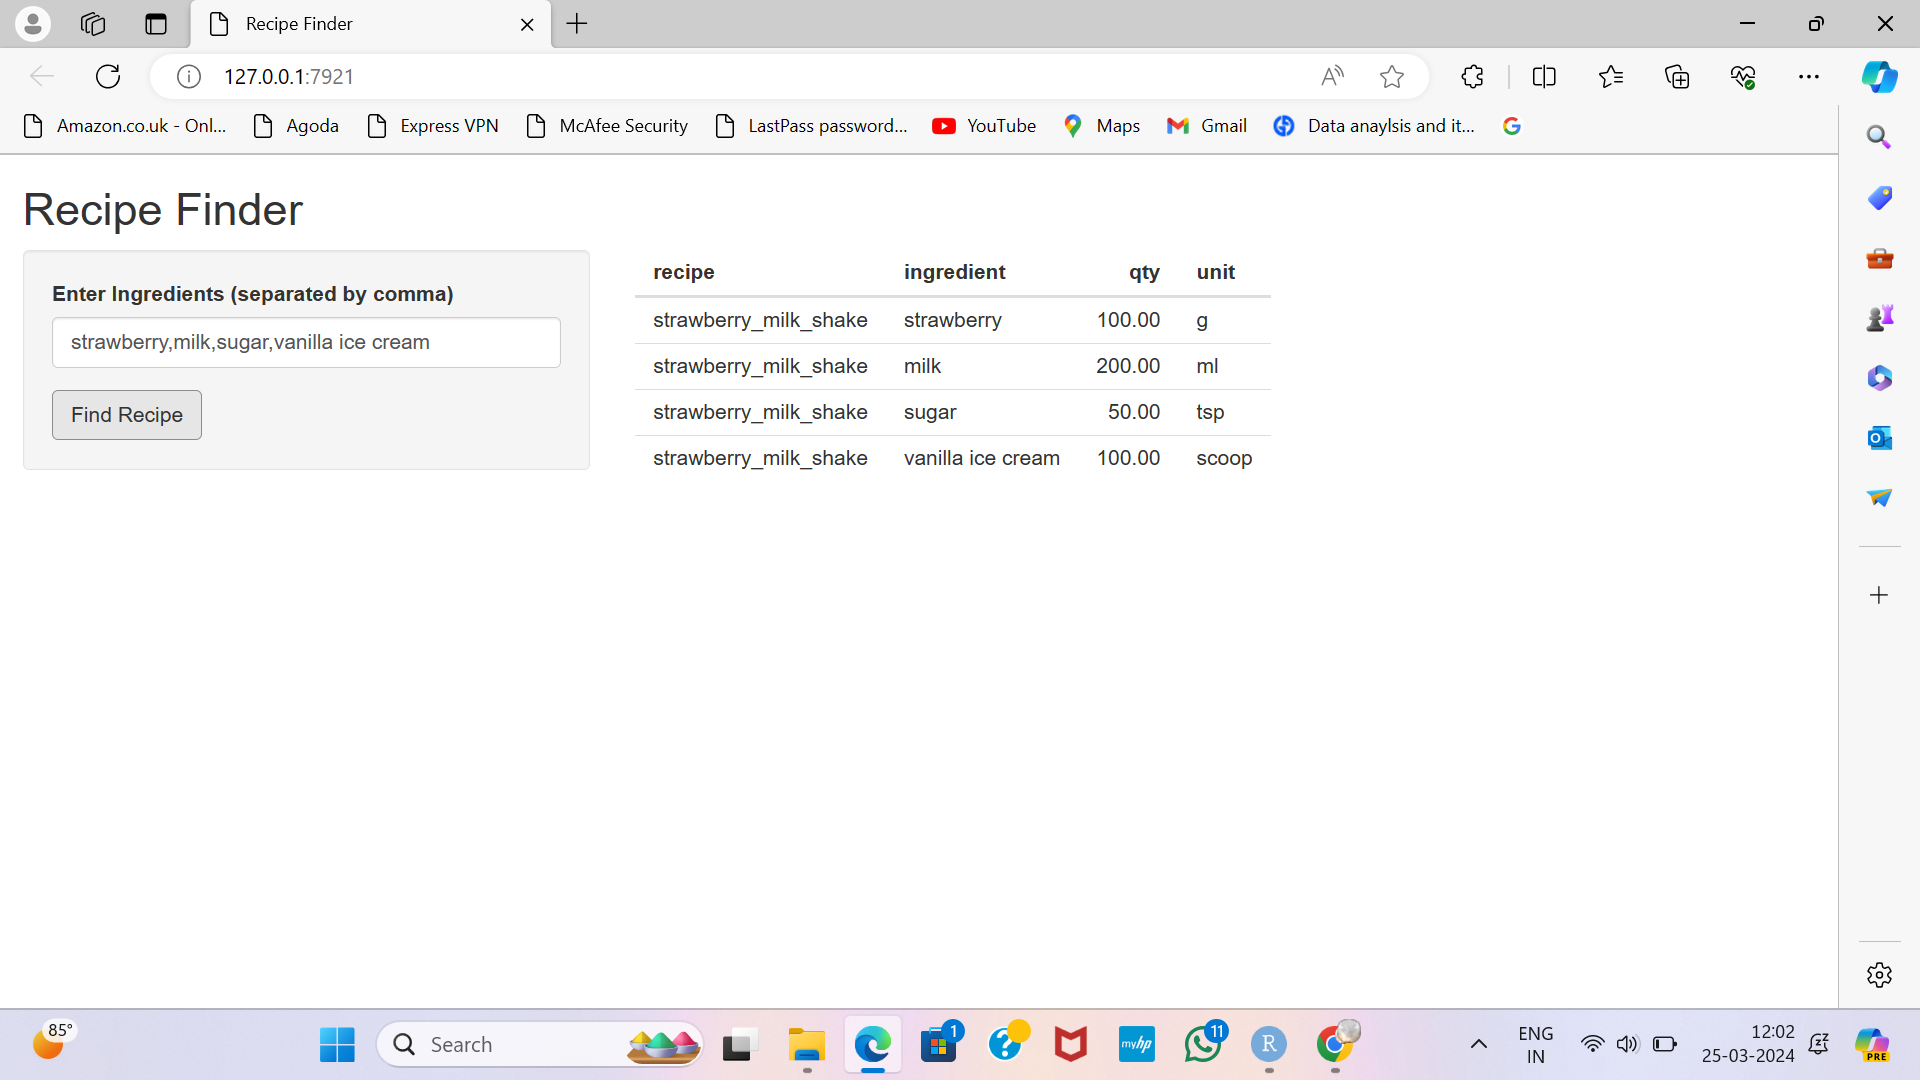 Recipe Finder
127.0.0.1:7921
Amazon.co.uk - Onl... Agoda Express VPN McAfee Security LastPass password... YouTube Maps Gmail Data anaylsis and it...
Recipe Finder
Enter Ingredients (separated by comma)
strawberry,milk,sugar,vanilla ice cream
Find Recipe
recipe ingredient qty unit
strawberry_milk_shake strawberry 100.00 g
strawberry_milk_shake milk 200.00 ml
strawberry_milk_shake sugar 50.00 tsp
strawberry_milk_shake vanilla ice cream 100.00 scoop
85°
Search
1
myhp
11
R
ENG
IN
12:02
25-03-2024
PRE